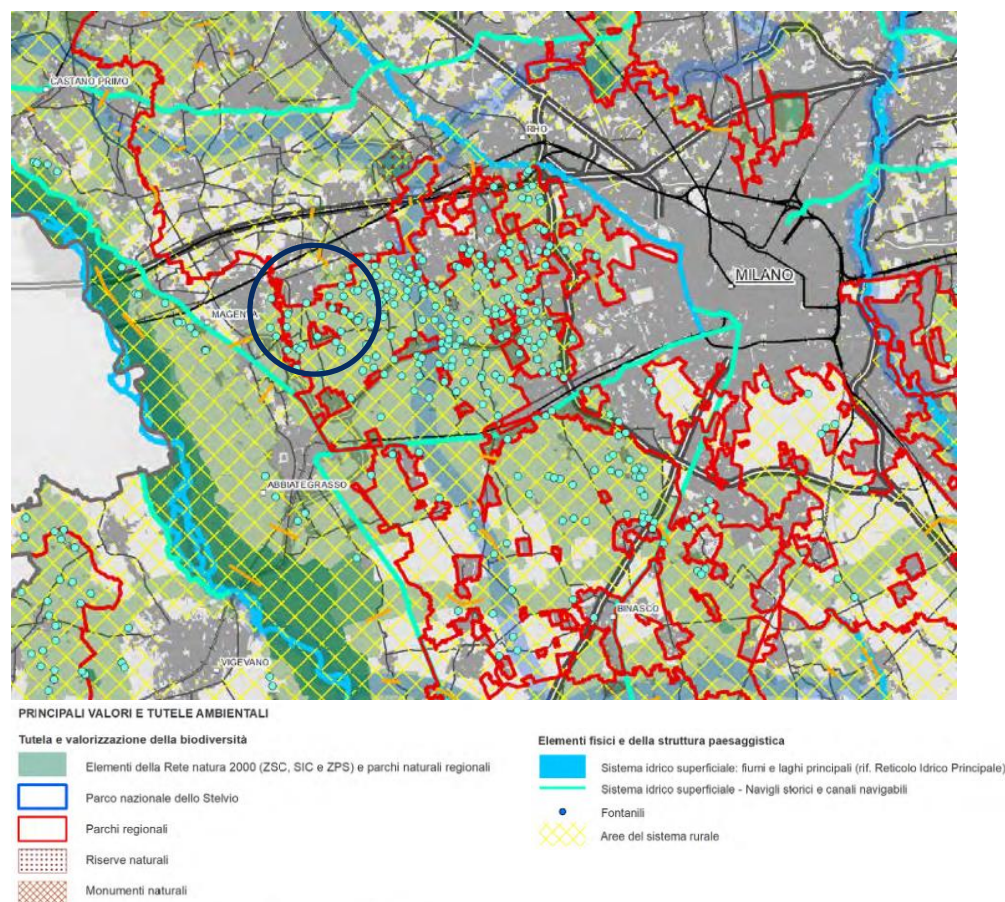 CASTANO PRIMO
RHO
MILANO
MAGENTA
ABBIATEGRASSO
BINASCO
VIGEVANO
PRINCIPALI VALORI E TUTELE AMBIENTALI
Tutela e valorizzazione della biodiversità
Elementi della Rete natura 2000 (ZSC, SIC e ZPS) e parchi naturali regionali
Parco nazionale dello Stelvio
Parchi regionali
Riserve naturali
Monumenti naturali
Elementi fisici e della struttura paesaggistica
Sistema idrico superficiale: fiumi e laghi principali (rif. Reticolo Idrico Principale)
Sistema idrico superficiale - Navigli storici e canali navigabili
Fontanili
Aree del sistema rurale